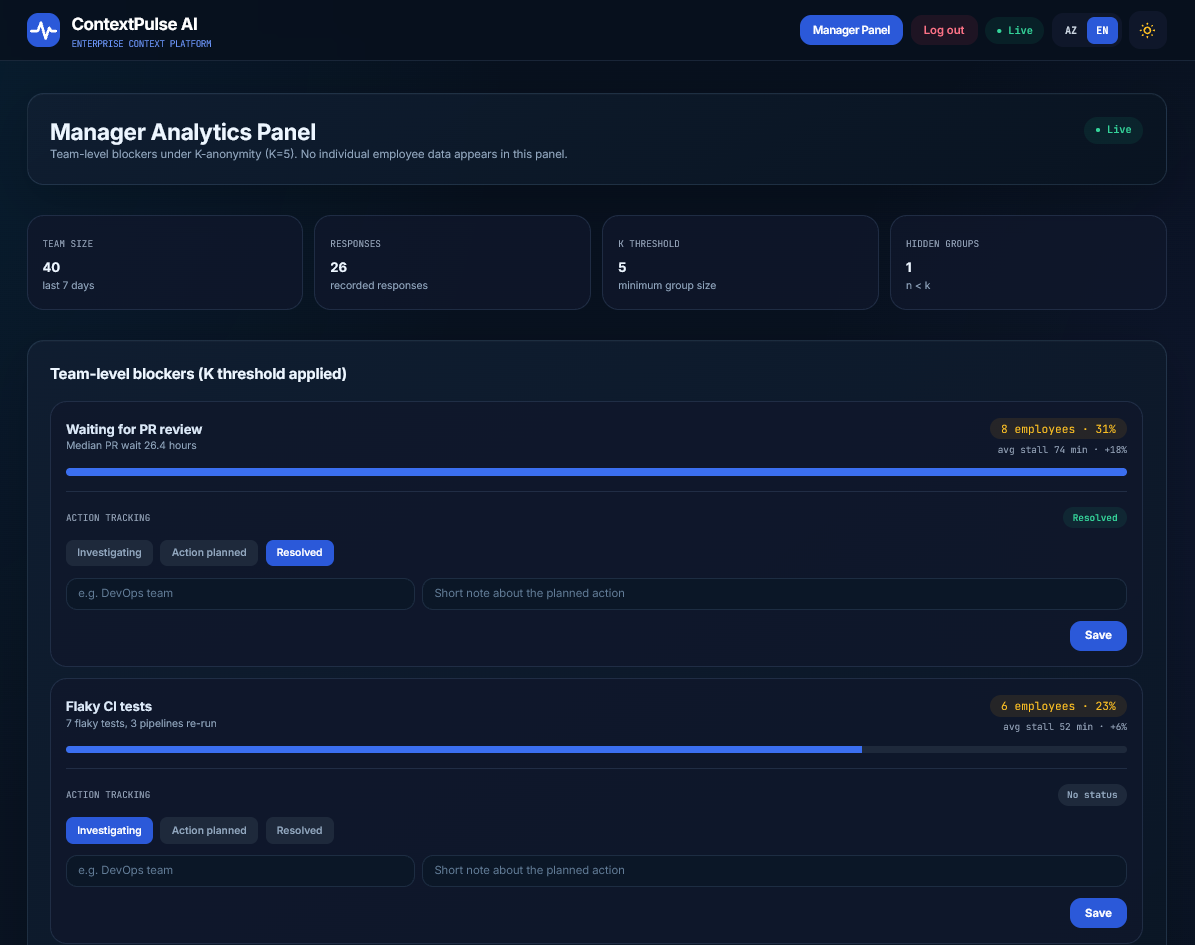 ContextPulse AI
ENTERPRISE CONTEXT PLATFORM
Manager Panel
Log out
• Live
AZ
EN
Manager Analytics Panel
Team-level blockers under K-anonymity (K=5). No individual employee data appears in this panel.
• Live
TEAM SIZE
40
last 7 days
RESPONSES
26
recorded responses
K THRESHOLD
5
minimum group size
HIDDEN GROUPS
1
n < k
Team-level blockers (K threshold applied)
Waiting for PR review
Median PR wait 26.4 hours
8 employees · 31%
avg stall 74 min · +18%
ACTION TRACKING
Resolved
Investigating
Action planned
Resolved
e.g. DevOps team
Short note about the planned action
Save
Flaky CI tests
7 flaky tests, 3 pipelines re-run
6 employees · 23%
avg stall 52 min · +6%
ACTION TRACKING
No status
Investigating
Action planned
Resolved
e.g. DevOps team
Short note about the planned action
Save